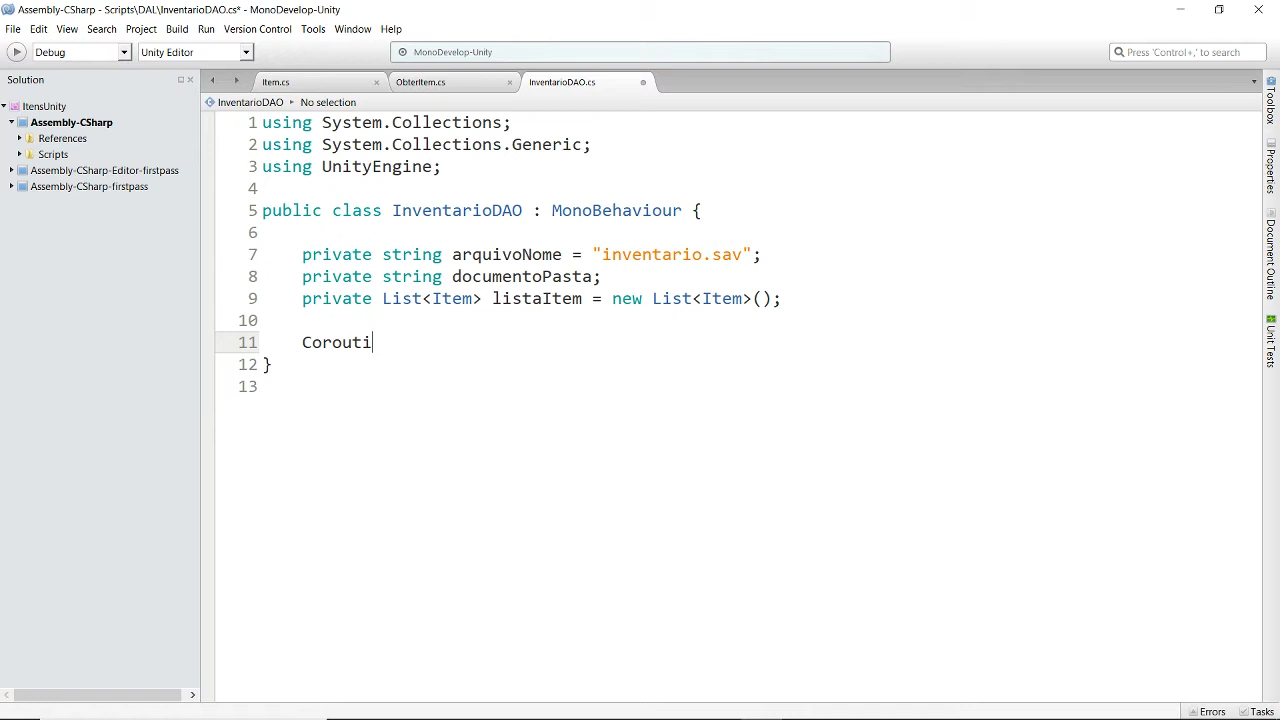 Assembly-CSharp - Scripts\DAL\InventarioDAO.cs* - MonoDevelop-Unity
File Edit View Search Project Build Run Version Control Tools Window Help
Debug Unity Editor MonoDevelop-Unity Press 'Control+,' to search
Solution
Item.cs ObterItem.cs InventarioDAO.cs
InventarioDAO No selection
ItensUnity
Assembly-CSharp
References
Scripts
Assembly-CSharp-Editor-firstpass
Assembly-CSharp-firstpass
1 using System.Collections;
2 using System.Collections.Generic;
3 using UnityEngine;
4
5 public class InventarioDAO : MonoBehaviour {
6
7 private string arquivoNome = "inventario.sav";
8 private string documentoPasta;
9 private List<Item> listaItem = new List<Item>();
10
11 Corouti
12 }
13
Toolbox
Properties
Document Outline
Unit Tests
Errors Tasks